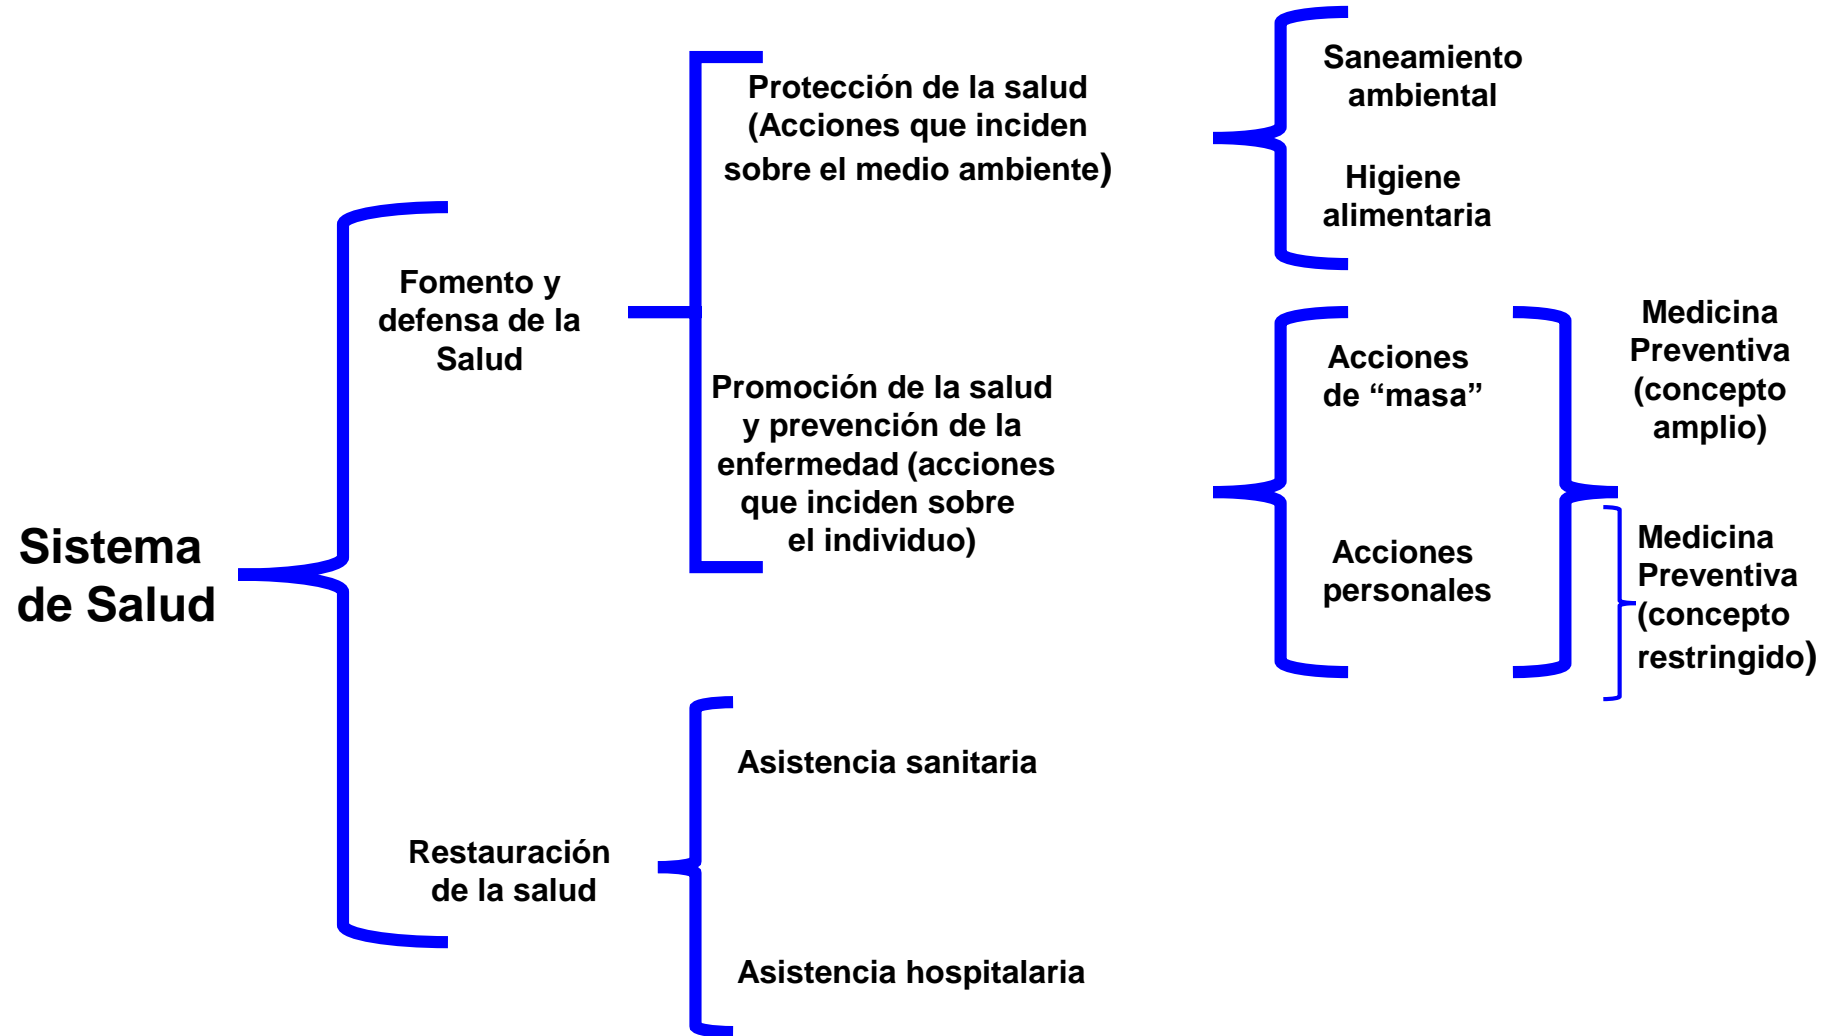 Sistema
de Salud
Fomento y
defensa de la
Salud
Protección de la salud
(Acciones que inciden
sobre el medio ambiente)
Saneamiento
ambiental
Higiene
alimentaria
Promoción de la salud
y prevención de la
enfermedad (acciones
que inciden sobre
el individuo)
Acciones
de “masa”
Acciones
personales
Medicina
Preventiva
(concepto
amplio)
Medicina
Preventiva
(concepto
restringido)
Restauración
de la salud
Asistencia sanitaria
Asistencia hospitalaria